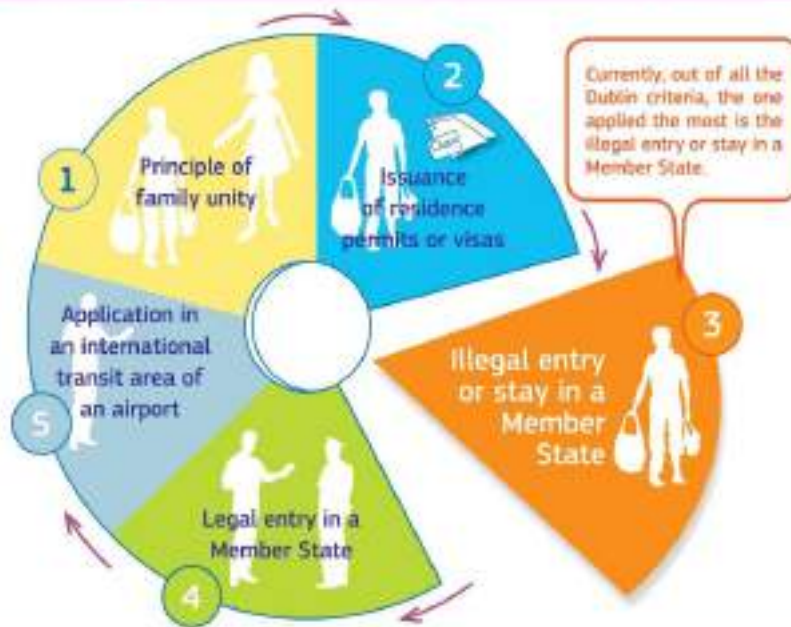 1
Principle of
family unity
2
Issuance
of residence
permits or visas
Currently, out of all the
Dublin criteria, the one
applied the most is the
illegal entry or stay in a
Member State.
3
Illegal entry
or stay in a
Member
State
4
Legal entry in a
Member State
5
Application in
an international
transit area of
an airport